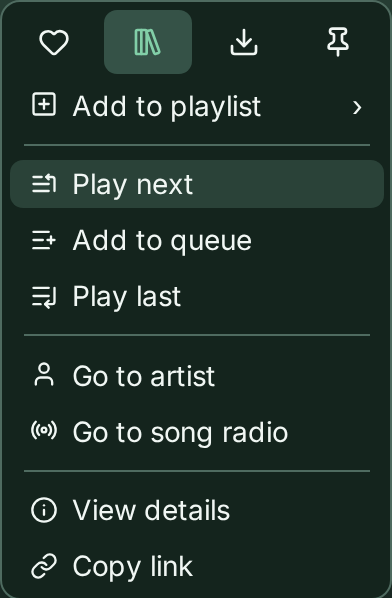 Add to playlist
Play next
Add to queue
Play last
Go to artist
Go to song radio
View details
Copy link